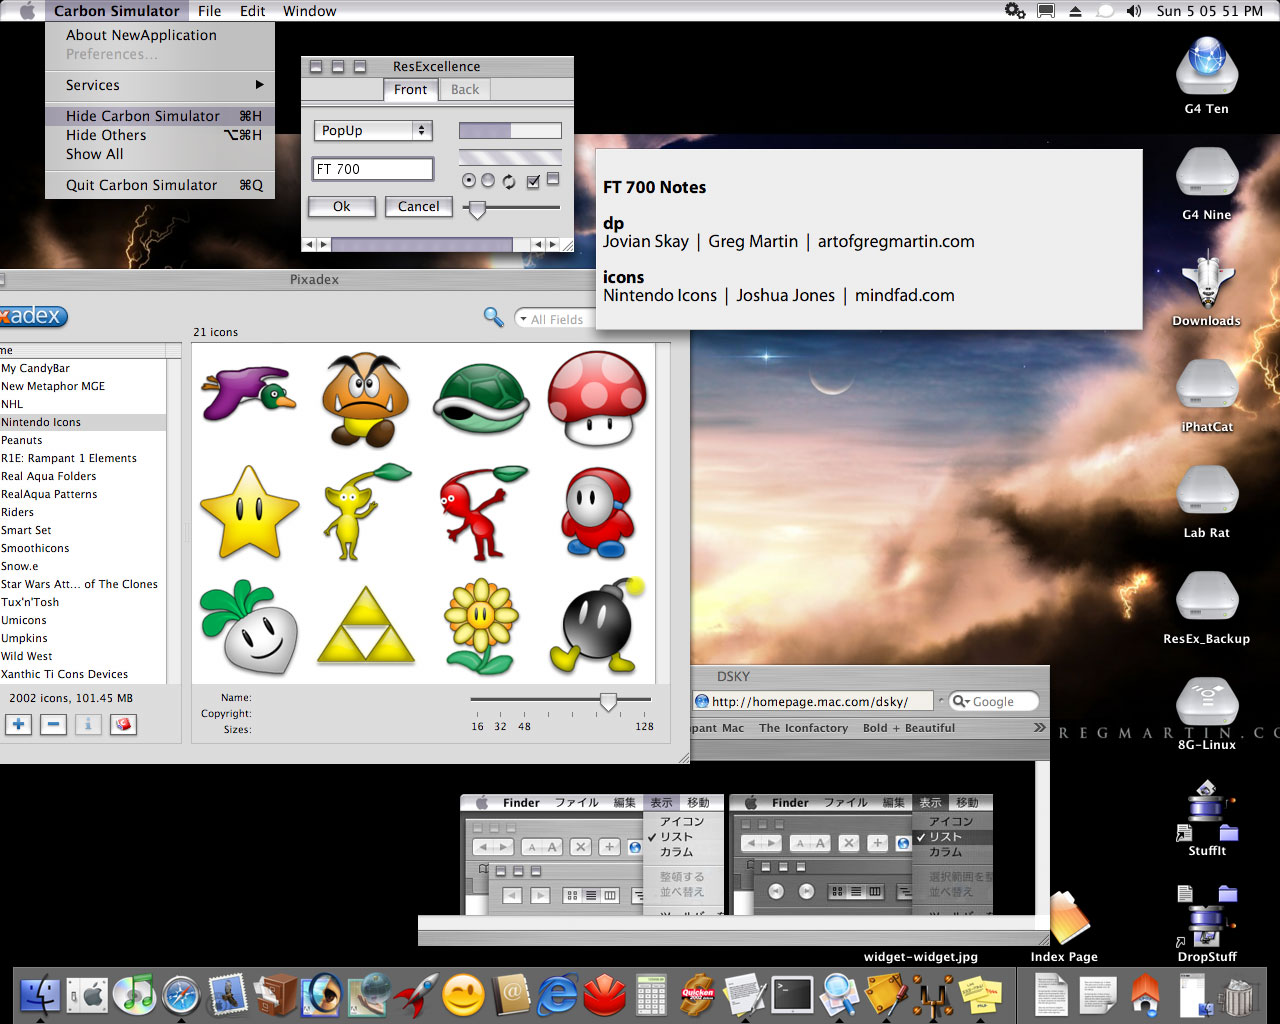 Carbon Simulator File Edit Window Sun 5 05 51 PM
About NewApplication
Preferences...
Services
Hide Carbon Simulator ⌘H
Hide Others ⌥⌘H
Show All
Quit Carbon Simulator ⌘Q
ResExcellence
Front Back
PopUp
FT 700
Ok Cancel
FT 700 Notes
dp
Jovian Skay | Greg Martin | artofgregmartin.com
icons
Nintendo Icons | Joshua Jones | mindfad.com
Pixadex
xadex
All Fields
21 icons
me
My CandyBar
New Metaphor MGE
NHL
Nintendo Icons
Peanuts
R1E: Rampant 1 Elements
Real Aqua Folders
RealAqua Patterns
Riders
Smart Set
Smoothicons
Snow.e
Star Wars Att... of The Clones
Tux'n'Tosh
Umicons
Umpkins
Wild West
Xanthic Ti Cons Devices
2002 icons, 101.45 MB
Name:
Copyright:
Sizes:
16 32 48 128
DSKY
http://homepage.mac.com/dsky/
Google
pant Mac The Iconfactory Bold + Beautiful »
REGMARTIN.CO
Finder ファイル 編集 表示 移動
アイコン
✓ リスト
カラム
整頓する
並べ替え
Finder ファイル 編集 表示 移動
アイコン
✓ リスト
カラム
選択範囲を整
並べ替え
G4 Ten
G4 Nine
Downloads
iPhatCat
Lab Rat
ResEx_Backup
8G-Linux
StuffIt
DropStuff
Index Page
widget-widget.jpg
Quicken